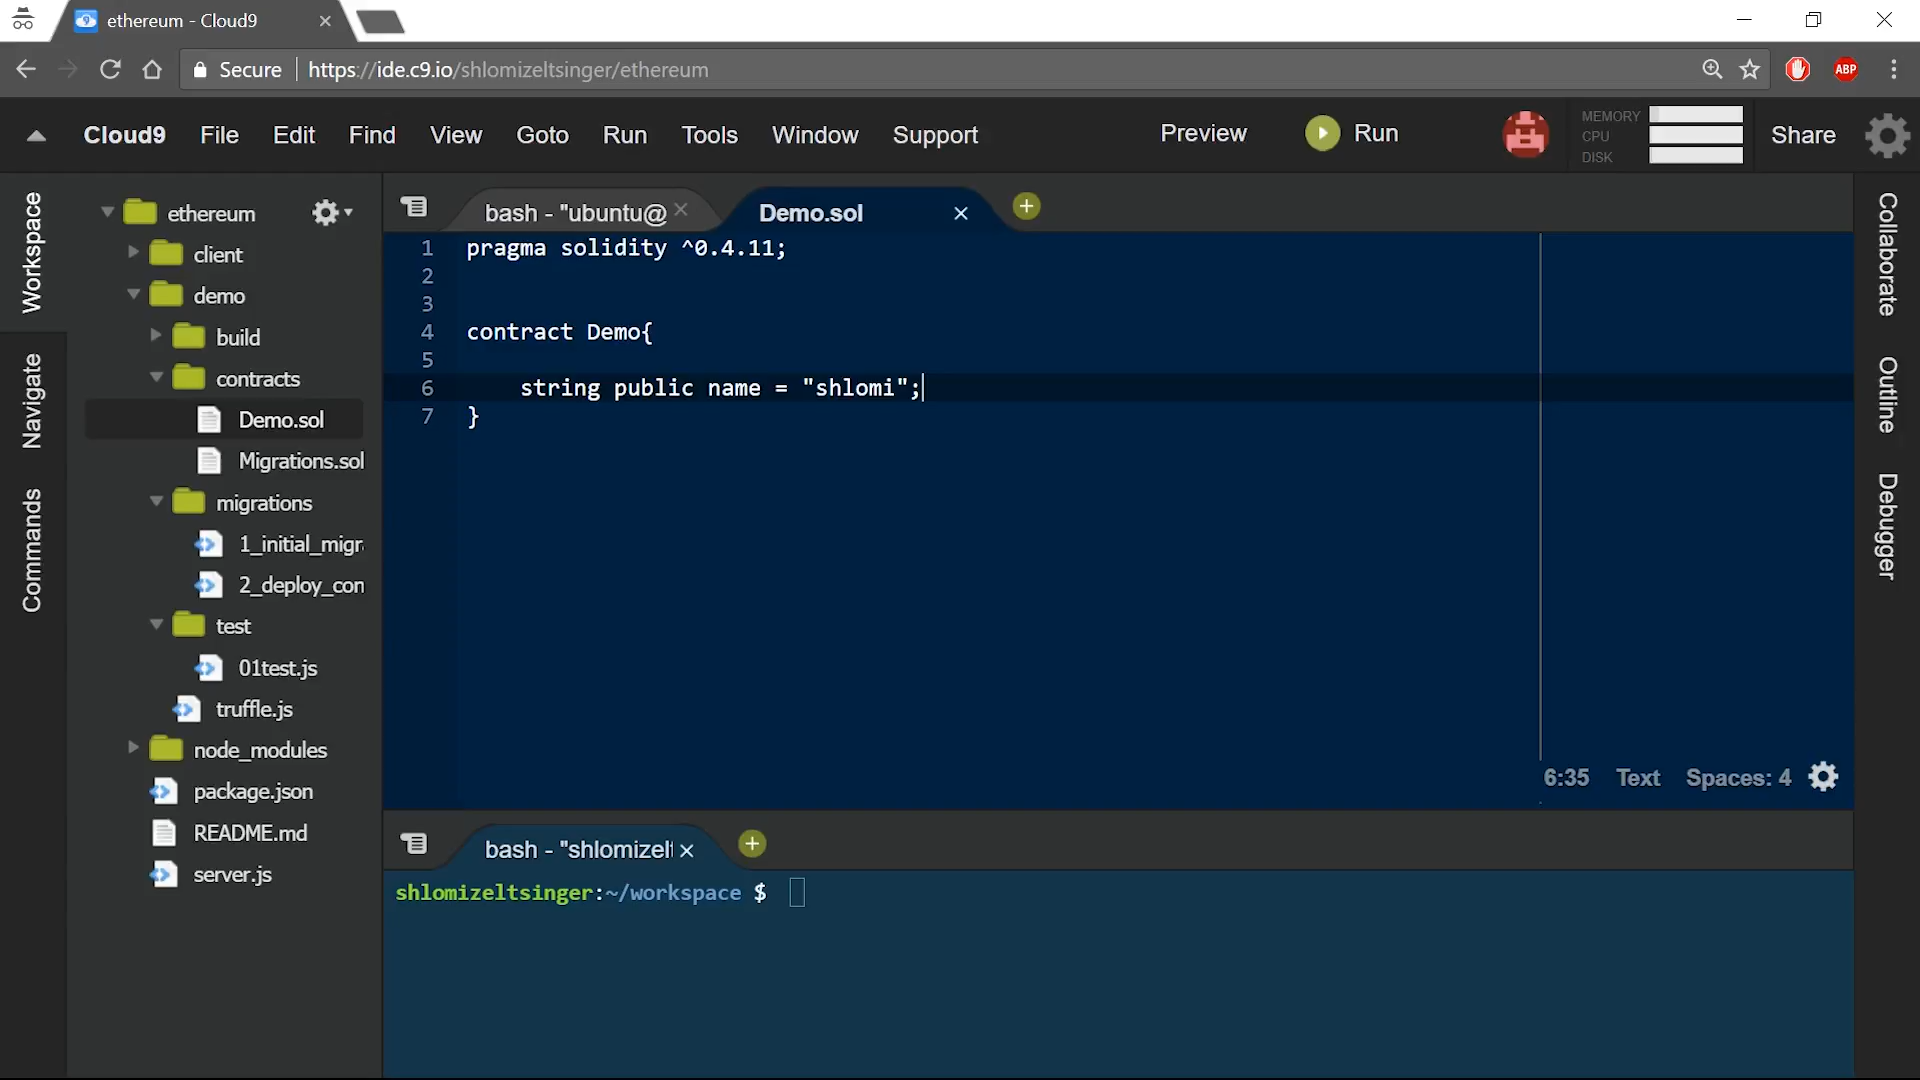 ethereum - Cloud9
Secure https://ide.c9.io/shlomizeltsinger/ethereum
ABP
Cloud9 File Edit Find View Goto Run Tools Window Support Preview Run MEMORY CPU DISK Share
Workspace
Navigate
Commands
ethereum
client
demo
build
contracts
Demo.sol
Migrations.sol
migrations
1_initial_migr
2_deploy_con
test
01test.js
truffle.js
node_modules
package.json
README.md
server.js
bash - "ubuntu@ Demo.sol
1 pragma solidity ^0.4.11;
2
3
4 contract Demo{
5
6 string public name = "shlomi";
7 }
6:35 Text Spaces: 4
bash - "shlomizelt
shlomizeltsinger:~/workspace $
Collaborate
Outline
Debugger